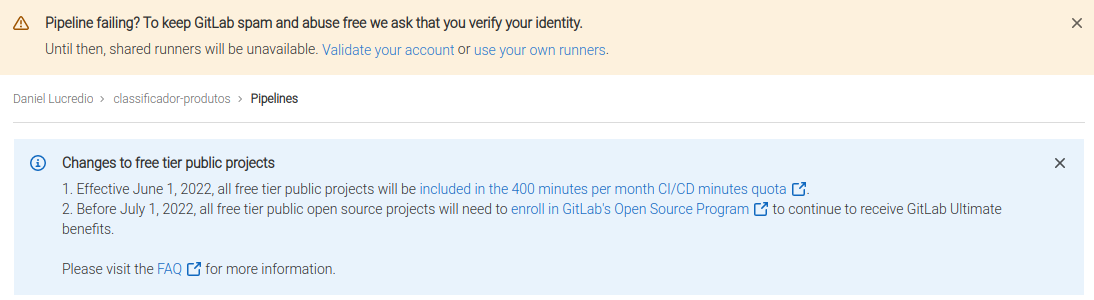 Pipeline failing? To keep GitLab spam and abuse free we ask that you verify your identity.
Until then, shared runners will be unavailable. Validate your account or use your own runners.
Daniel Lucredio › classificador-produtos › Pipelines
Changes to free tier public projects
1. Effective June 1, 2022, all free tier public projects will be included in the 400 minutes per month CI/CD minutes quota.
2. Before July 1, 2022, all free tier public open source projects will need to enroll in GitLab's Open Source Program to continue to receive GitLab Ultimate
benefits.
Please visit the FAQ for more information.